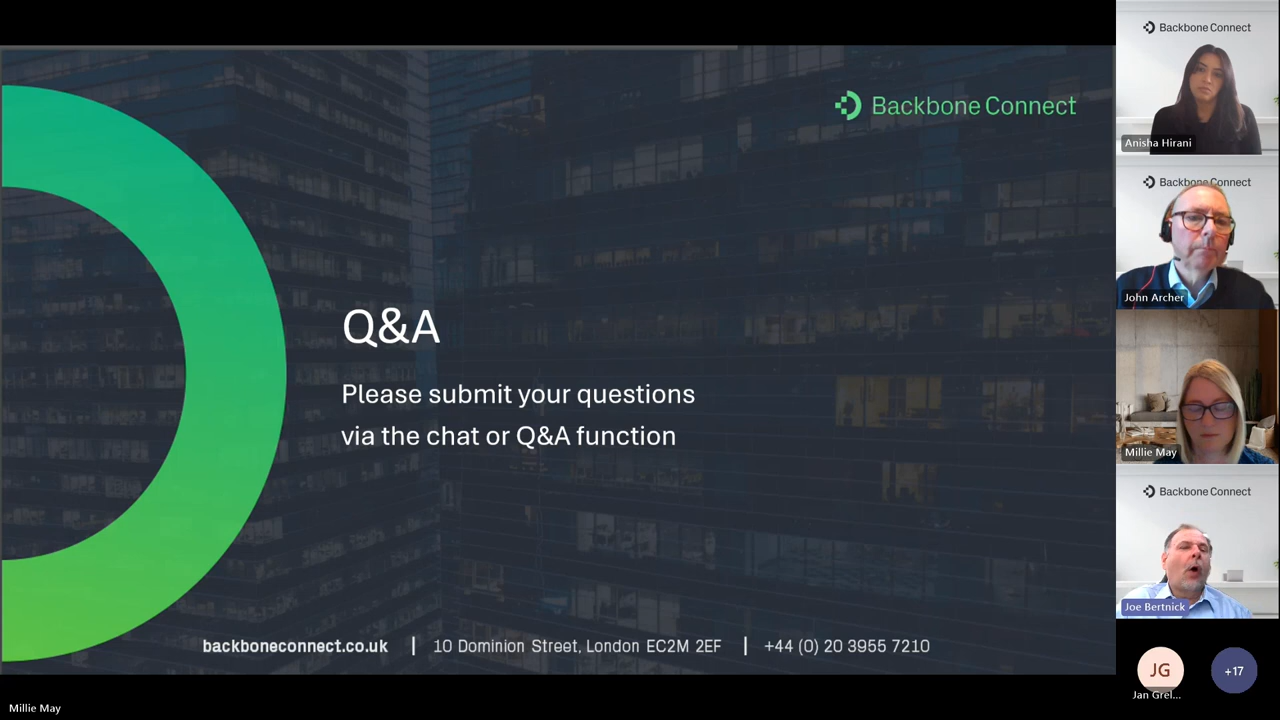 Backbone Connect
Q&A
Please submit your questions
via the chat or Q&A function
backboneconnect.co.uk | 10 Dominion Street, London EC2M 2EF | +44 (0) 20 3955 7210
Millie May
Backbone Connect
Anisha Hirani
Backbone Connect
John Archer
Millie May
Backbone Connect
Joe Bertnick
JG
+17
Jan Grel...